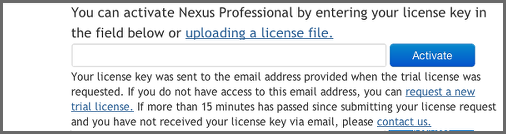 You can activate Nexus Professional by entering your license key in
the field below or uploading a license file.
Activate
Your license key was sent to the email address provided when the trial license was
requested. If you do not have access to this email address, you can request a new
trial license. If more than 15 minutes has passed since submitting your license request
and you have not received your license key via email, please contact us.